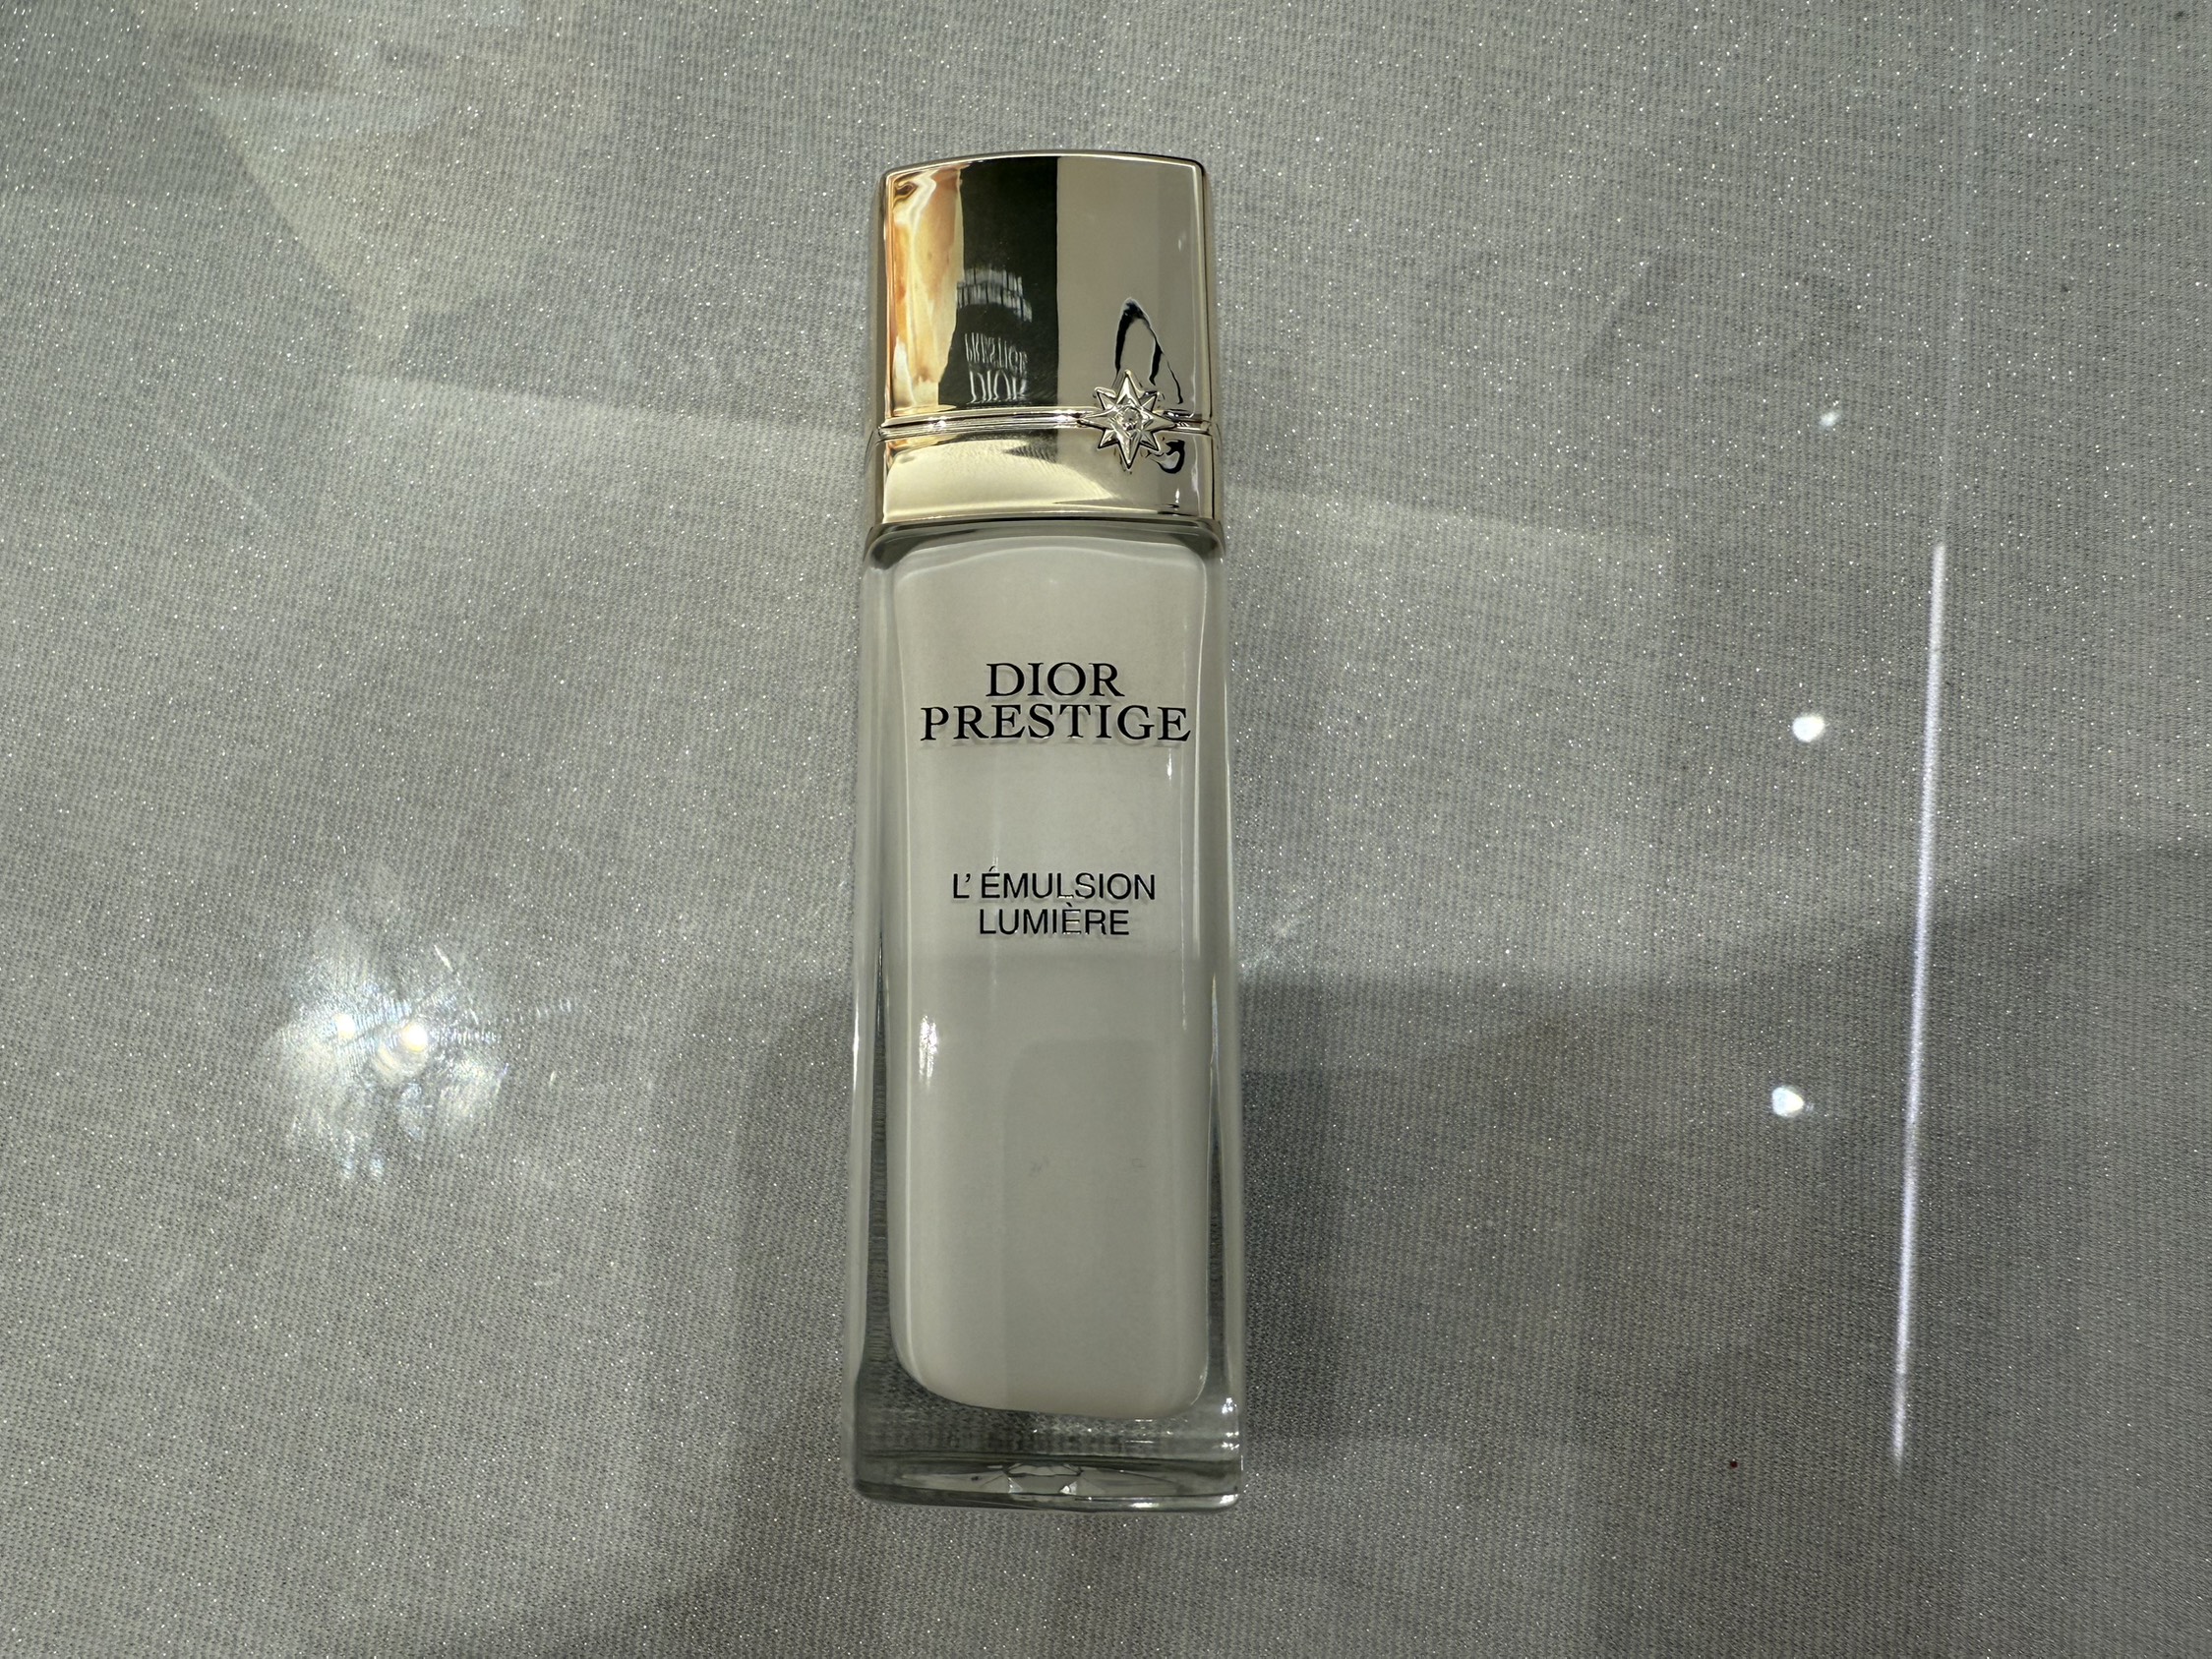 DIOR
PRESTIGE
L' ÉMULSION
LUMIÈRE